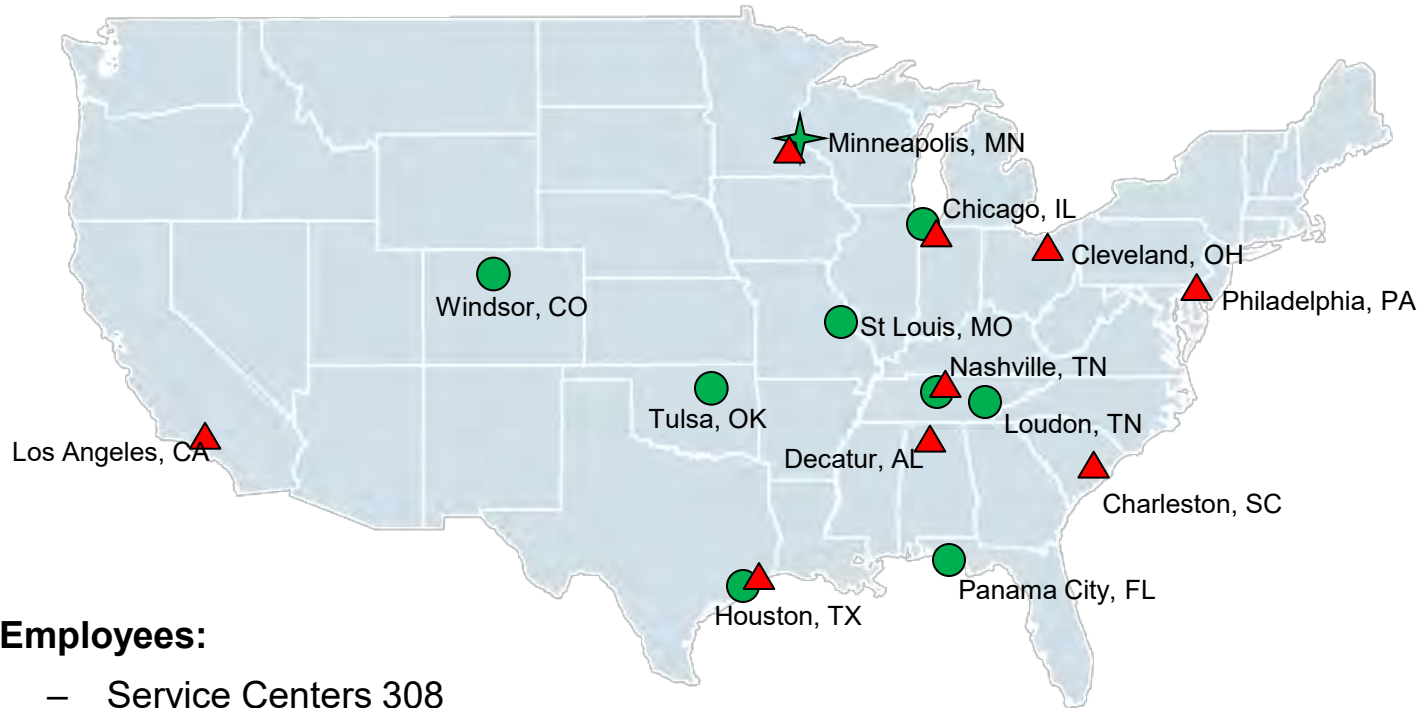 Minneapolis, MN
Chicago, IL
Cleveland, OH
Windsor, CO
Philadelphia, PA
St Louis, MO
Nashville, TN
Tulsa, OK
Loudon, TN
Los Angeles, CA
Decatur, AL
Charleston, SC
Panama City, FL
Houston, TX
Employees:
– Service Centers 308